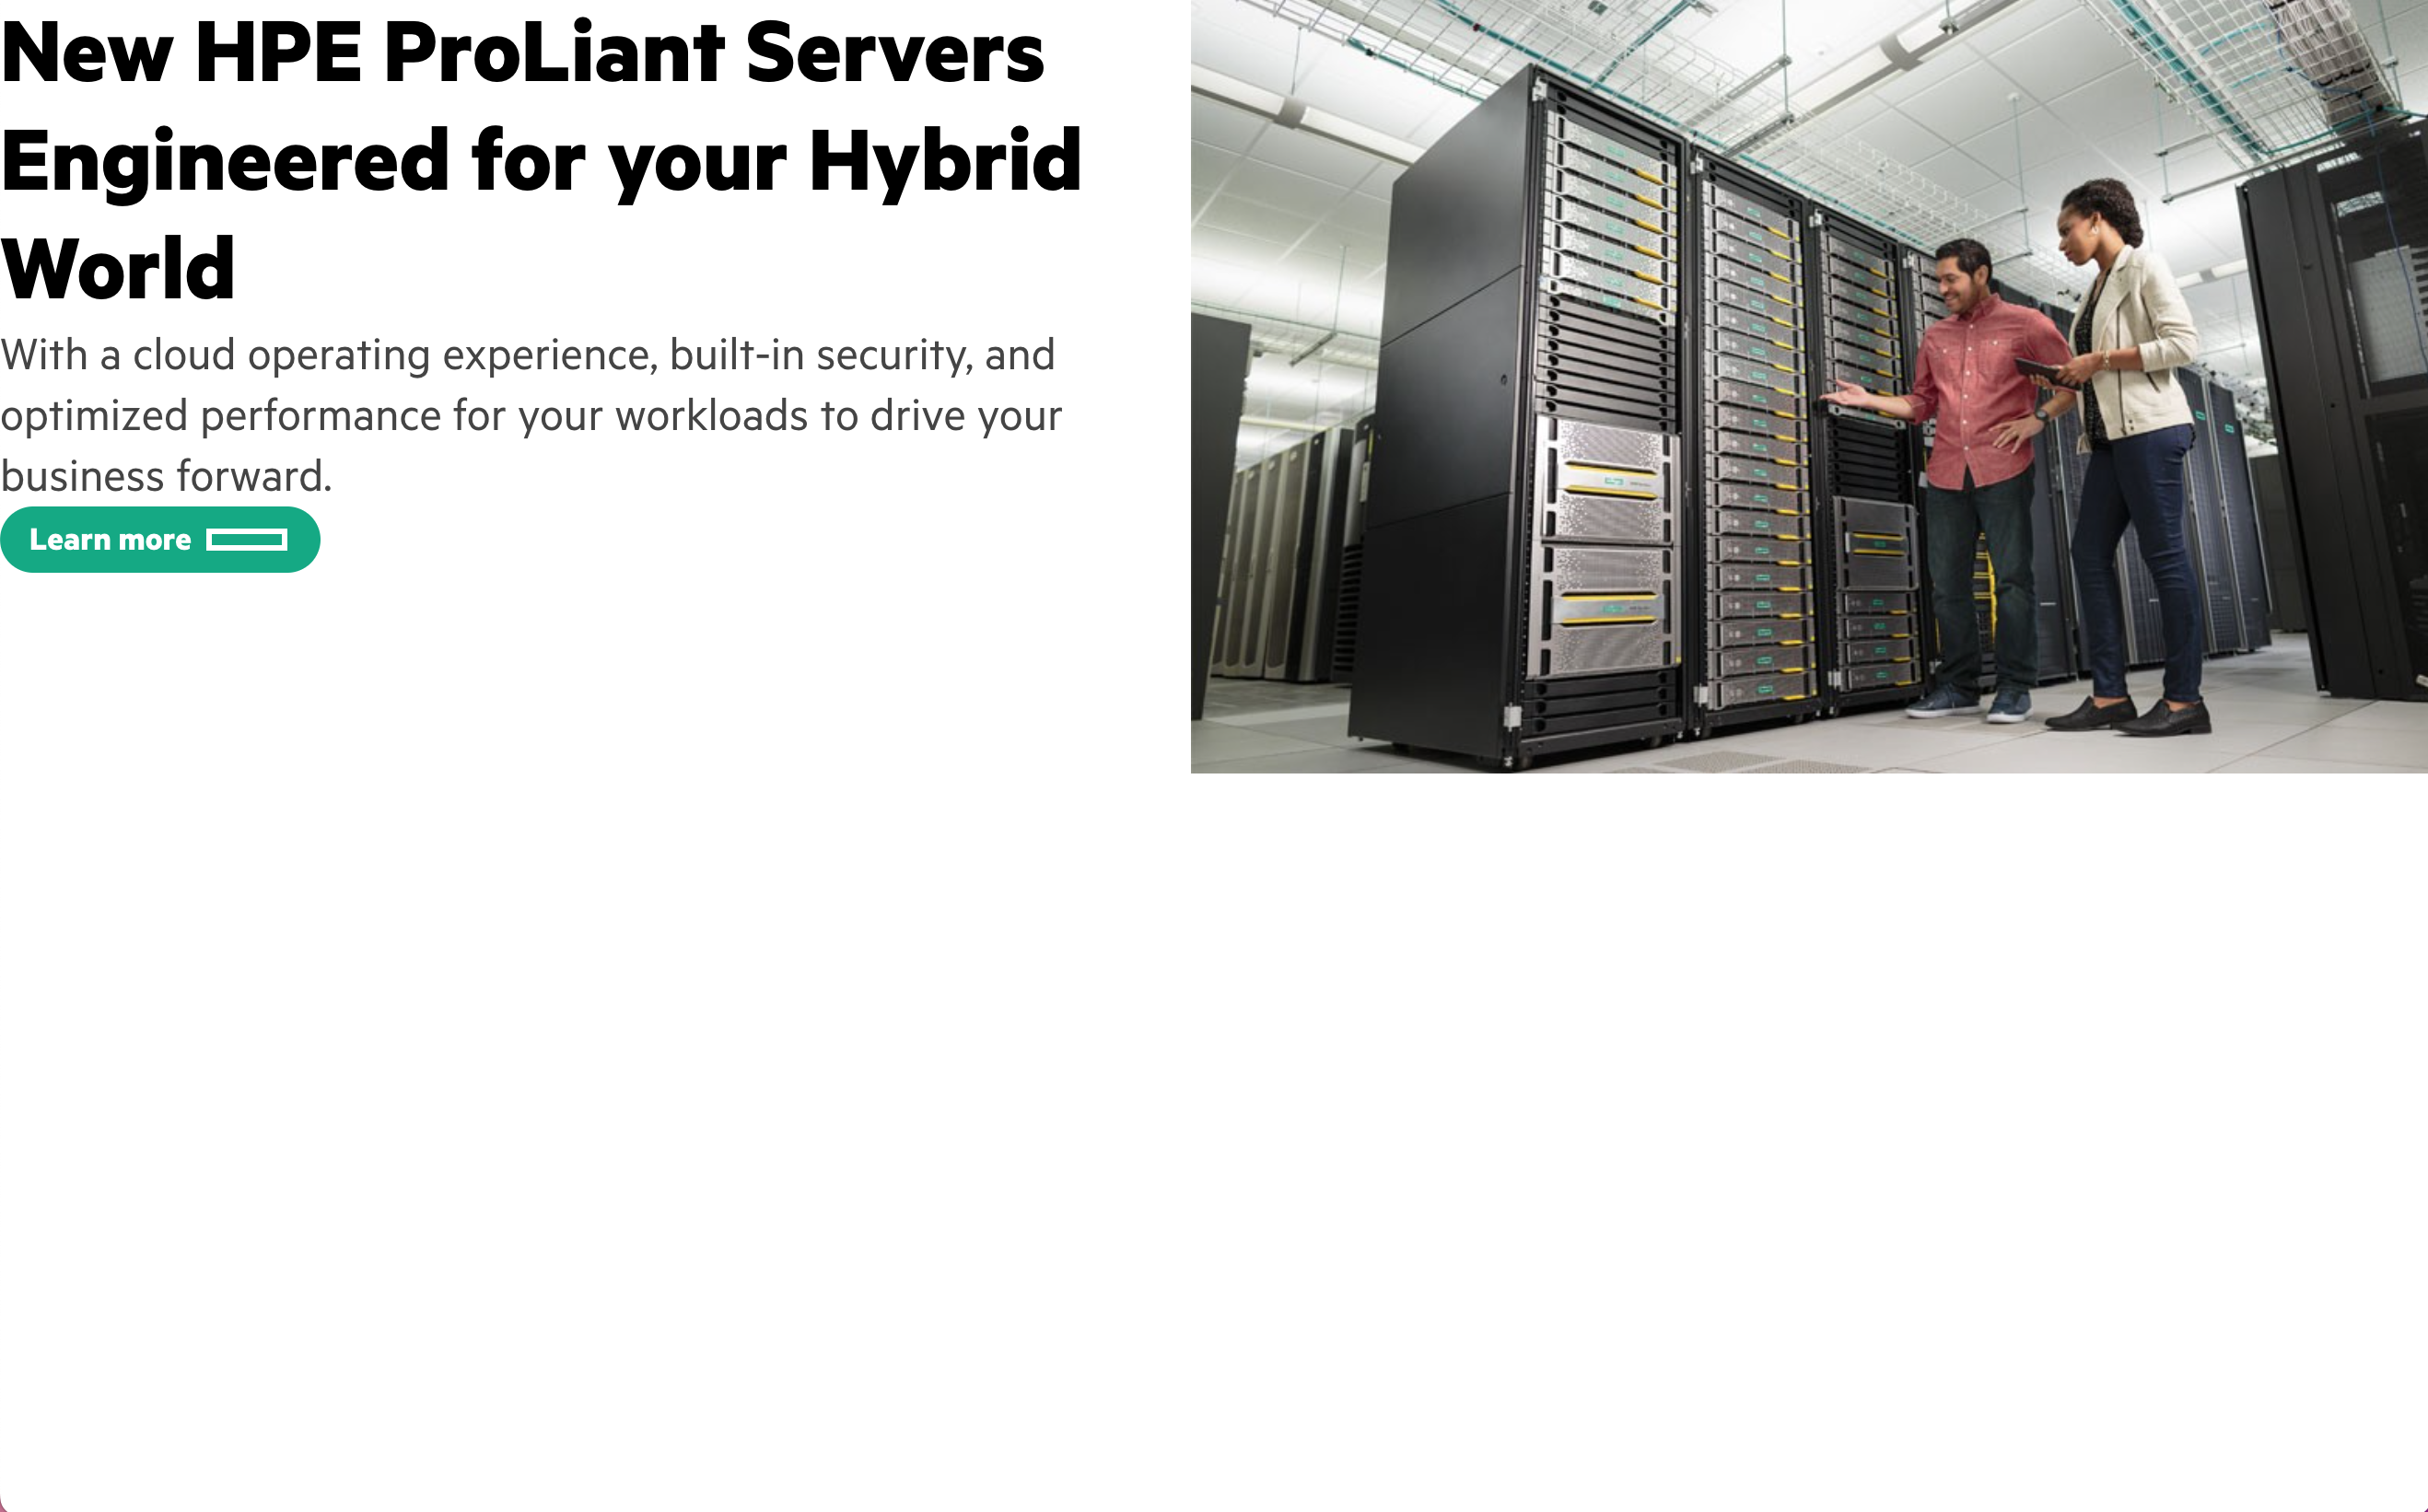 New HPE ProLiant Servers
Engineered for your Hybrid
World
With a cloud operating experience, built-in security, and
optimized performance for your workloads to drive your
business forward.
Learn more